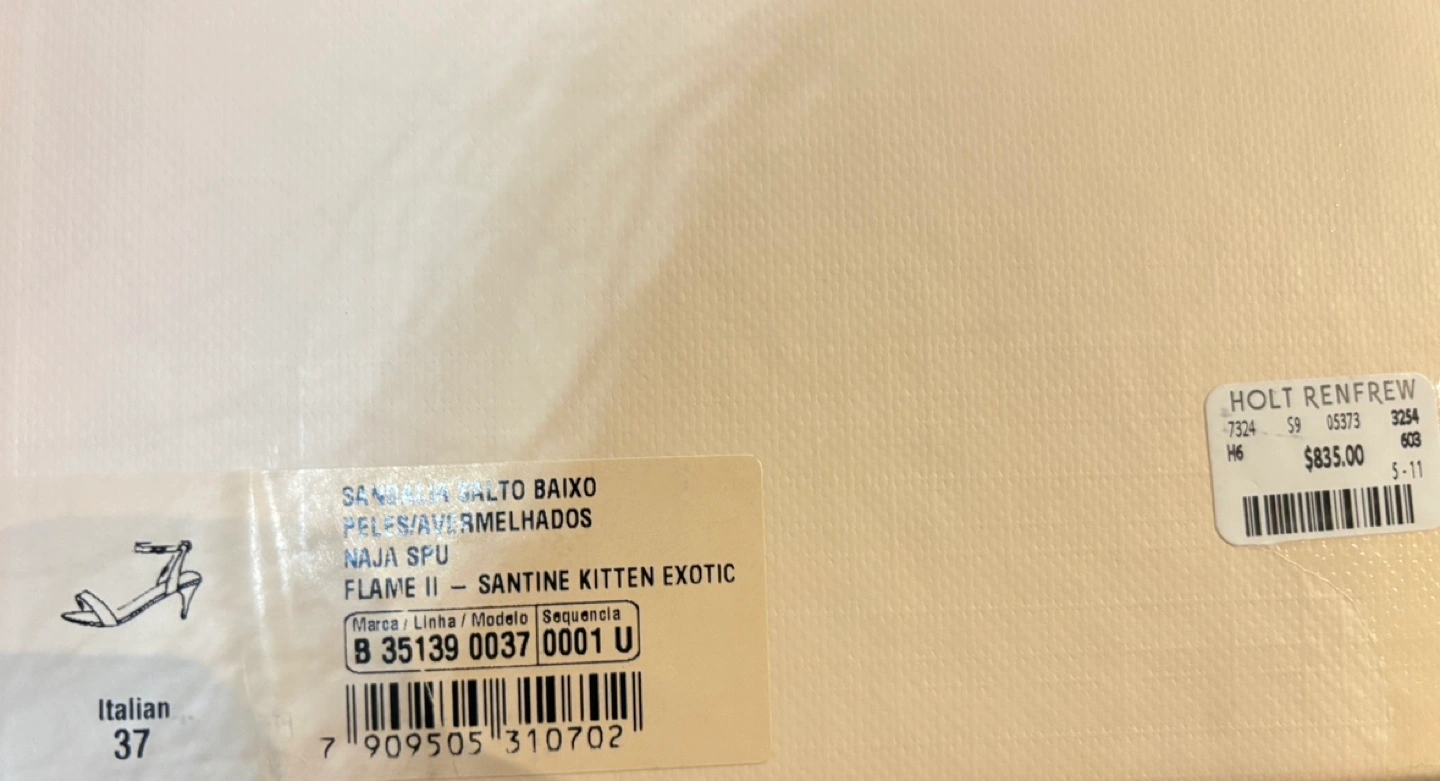 SANDALIA SALTO BAIXO
PELES/AVERMELHADOS
NAJA SPU
FLAME II – SANTINE KITTEN EXOTIC
Marca / Linha / Modelo Sequencia
B 35139 0037 0001 U
7 909505 310702
Italian
37
HOLT RENFREW
7324 S9 05373 3254
H6 603
$835.00
5-11